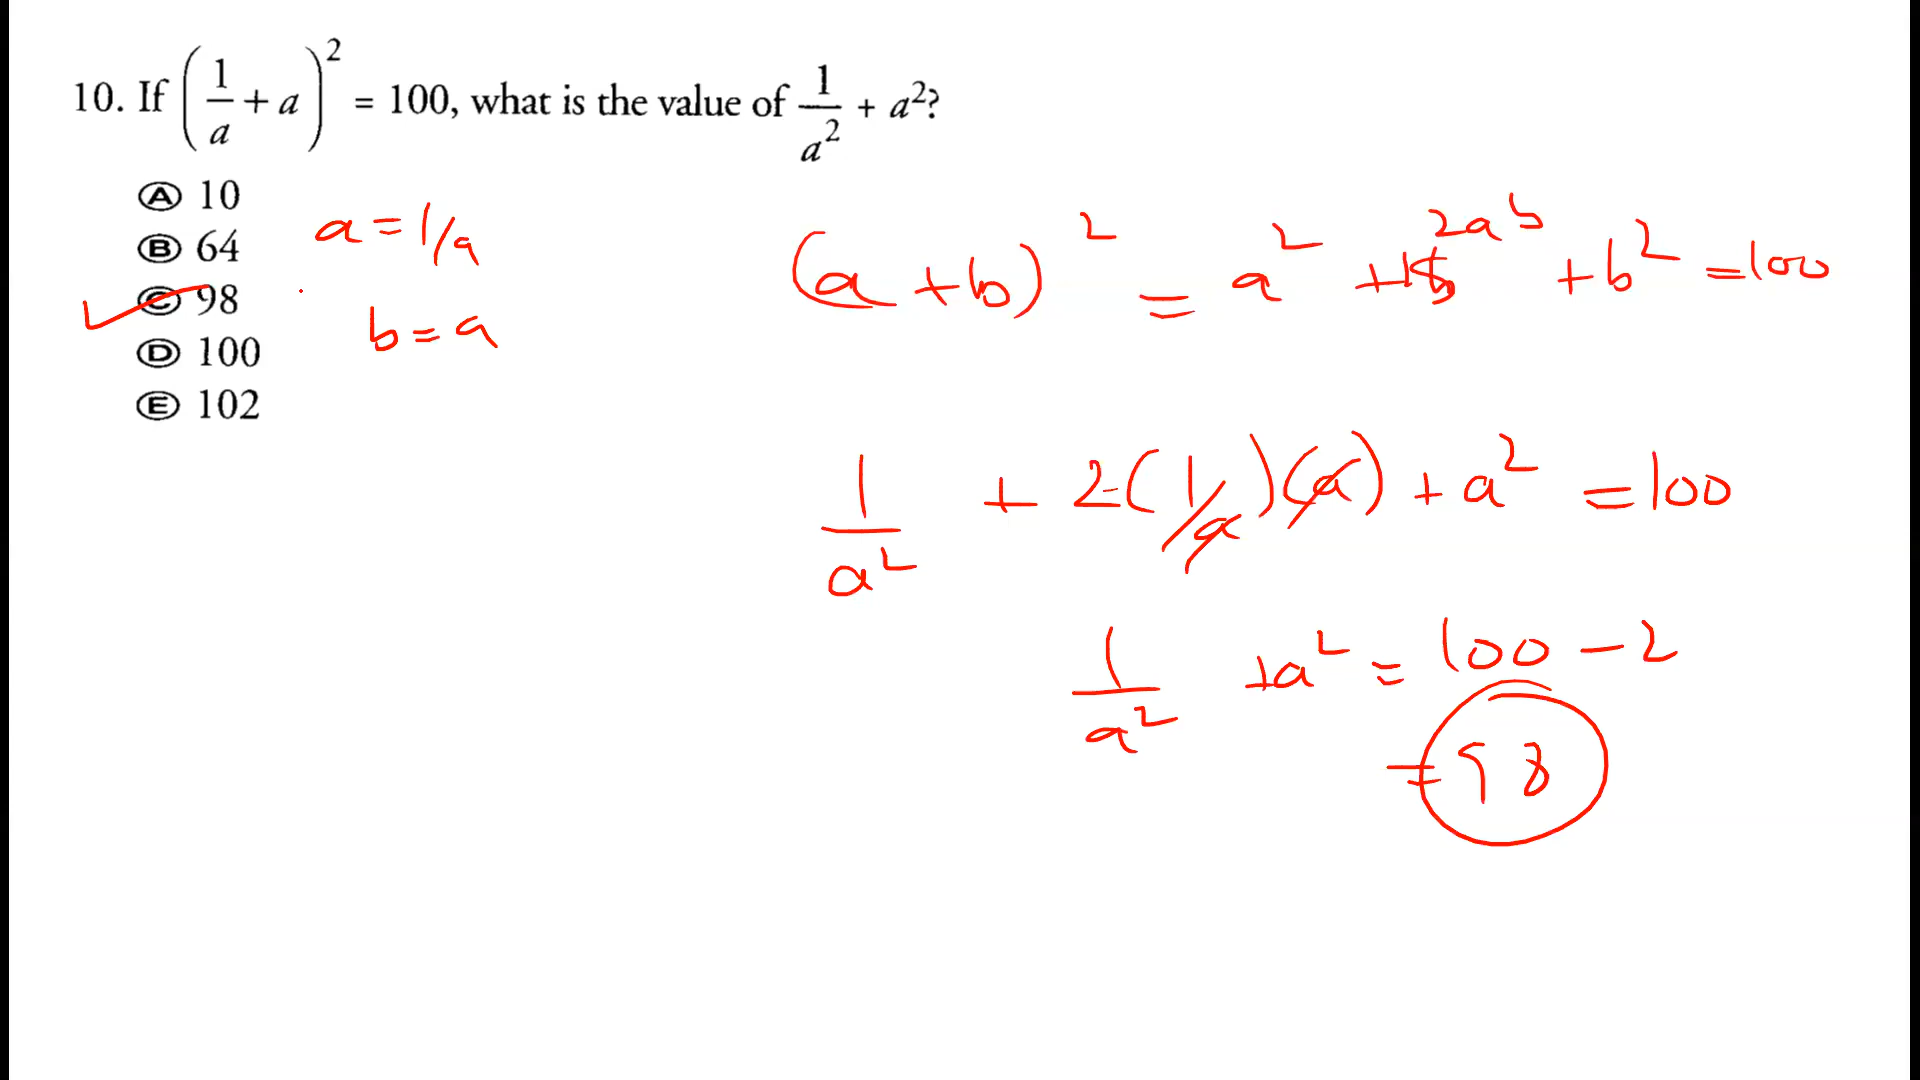 10. If (1/a + a)² = 100, what is the value of 1/a² + a²?
Ⓐ 10
Ⓑ 64
Ⓒ 98
Ⓓ 100
Ⓔ 102
a = 1/a
b = a
(a + b)² = a² + 2ab + b² = 100
1/a² + 2(1/a)(a) + a² = 100
1/a² + a² = 100 − 2
= 98